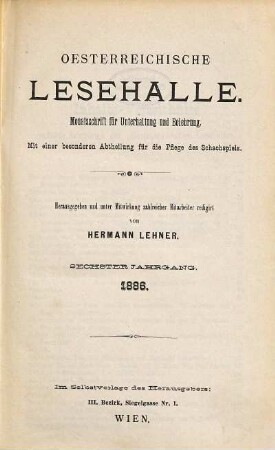 OESTERREICHISCHE
LESEHALLE.
Monatsschrift für Unterhaltung und Belehrung.
Mit einer besonderen Abtheilung für die Pflege des Schachspiels.
Herausgegeben und unter Mitwirkung zahlreicher Mitarbeiter redigirt
von
HERMANN LEHNER.
SECHSTER JAHRGANG.
1886.
Im Selbstverlage des Herausgebers:
III. Bezirk, Siegelgasse Nr. 1.
WIEN.